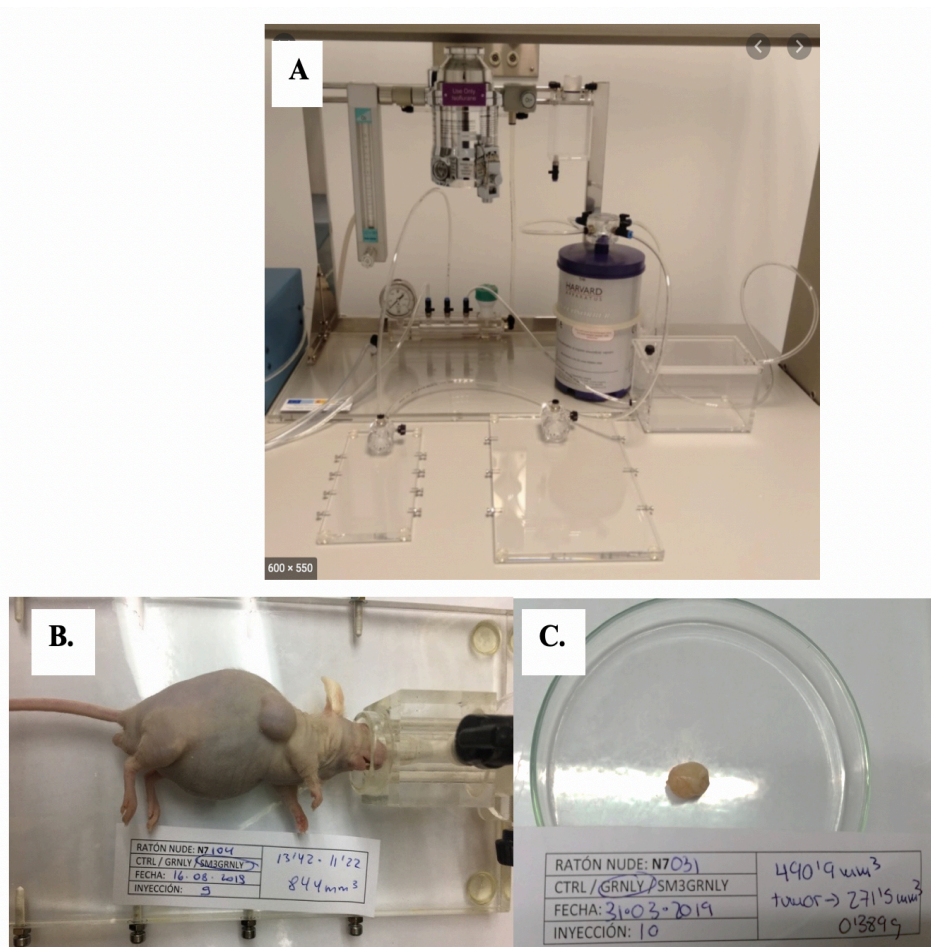 A
Use Only
Isoflurane
HARVARD
APPARATUS
600 × 550
B.
RATÓN NUDE: N7104
CTRL / GRNLY / SM3GRNLY
FECHA: 16-08-2018
INYECCIÓN: 9
13'42 · 11'22
844 mm³
C.
RATÓN NUDE: N7031
CTRL / GRNLY / SM3GRNLY
FECHA: 31-03-2019
INYECCIÓN: 10
490'9 mm³
tumor → 271'5 mm³
0'389 g